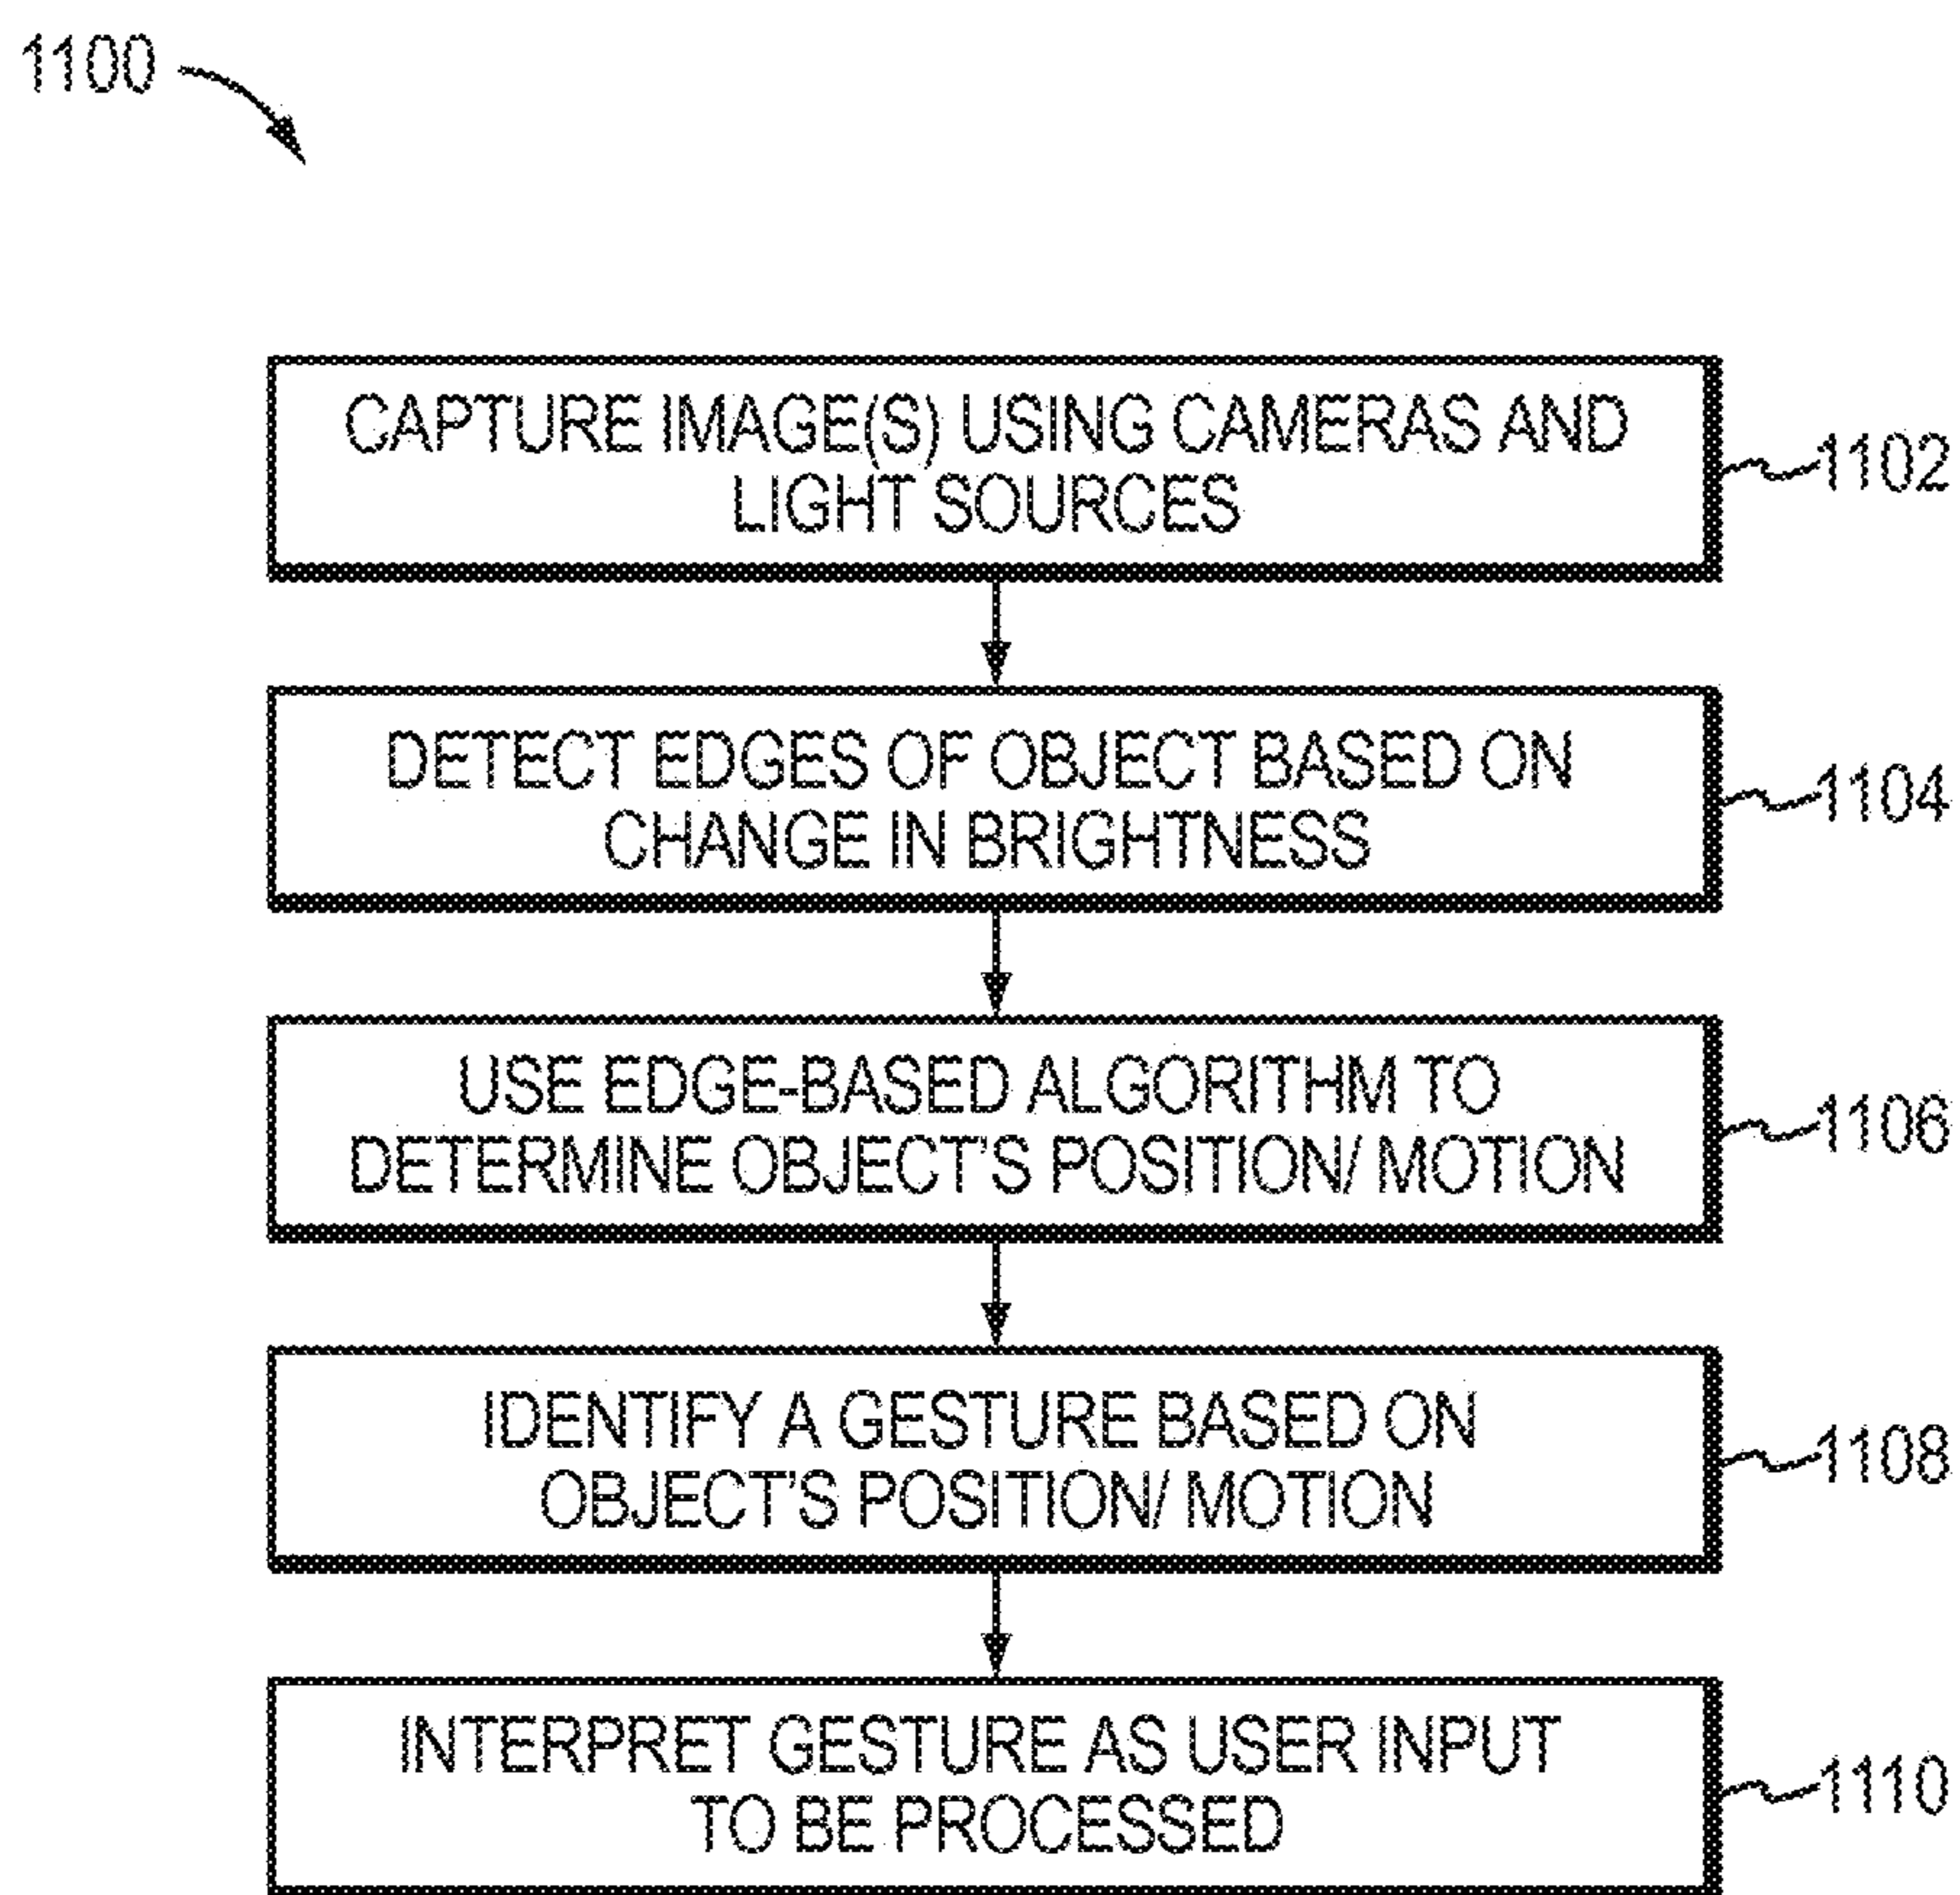 1100
CAPTURE IMAGE(S) USING CAMERAS AND
LIGHT SOURCES
1102
DETECT EDGES OF OBJECT BASED ON
CHANGE IN BRIGHTNESS
1104
USE EDGE-BASED ALGORITHM TO
DETERMINE OBJECT'S POSITION/ MOTION
1106
IDENTIFY A GESTURE BASED ON
OBJECT'S POSITION/ MOTION
1108
INTERPRET GESTURE AS USER INPUT
TO BE PROCESSED
1110